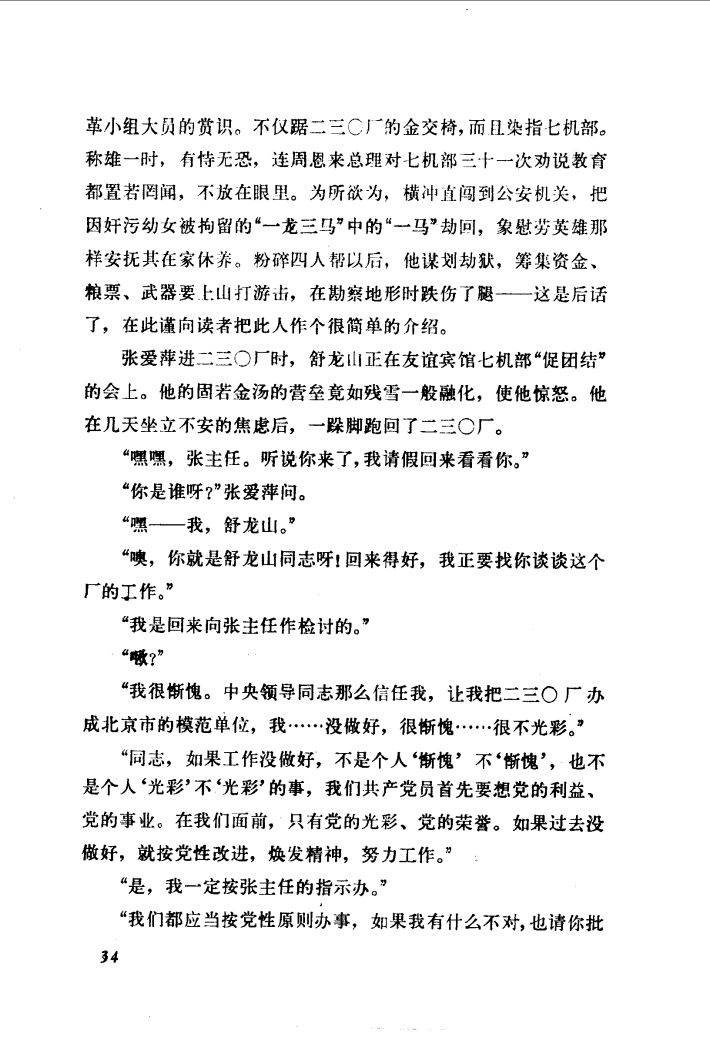 革小组大员的赏识。不仅踞二三〇厂的金交椅，而且染指七机部。
称雄一时，有恃无恐，连周恩来总理对七机部三十一次劝说教育
都置若罔闻，不放在眼里。为所欲为，横冲直闯到公安机关，把
因奸污幼女被拘留的“一龙三马”中的“一马”劫回，象慰劳英雄那
样安抚其在家休养。粉碎四人帮以后，他谋划劫狱，筹集资金、
粮票、武器要上山打游击，在勘察地形时跌伤了腿——这是后话
了，在此谨向读者把此人作个很简单的介绍。
张爱萍进二三〇厂时，舒龙山正在友谊宾馆七机部“促团结”
的会上。他的固若金汤的营垒竟如残雪一般融化，使他惊怒。他
在几天坐立不安的焦虑后，一跺脚跑回了二三〇厂。
“嘿嘿，张主任。听说你来了，我请假回来看看你。”
“你是谁呀？”张爱萍问。
“嘿——我，舒龙山。”
“噢，你就是舒龙山同志呀！回来得好，我正要找你谈谈这个
厂的工作。”
“我是回来向张主任作检讨的。”
“噷？”
“我很惭愧。中央领导同志那么信任我，让我把二三〇厂办
成北京市的模范单位，我……没做好，很惭愧……很不光彩。”
“同志，如果工作没做好，不是个人‘惭愧’不‘惭愧’，也不
是个人‘光彩’不‘光彩’的事，我们共产党员首先要想党的利益、
党的事业。在我们面前，只有党的光彩、党的荣誉。如果过去没
做好，就按党性改进，焕发精神，努力工作。”
“是，我一定按张主任的指示办。”
“我们都应当按党性原则办事，如果我有什么不对，也请你批
34